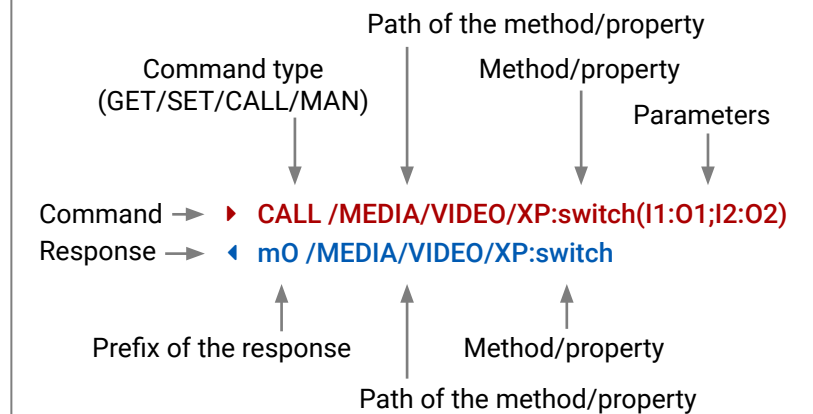 Path of the method/property
Command type
(GET/SET/CALL/MAN)
Method/property
Parameters
Command
CALL /MEDIA/VIDEO/XP:switch(I1:O1;I2:O2)
Response
mO /MEDIA/VIDEO/XP:switch
Prefix of the response
Method/property
Path of the method/property